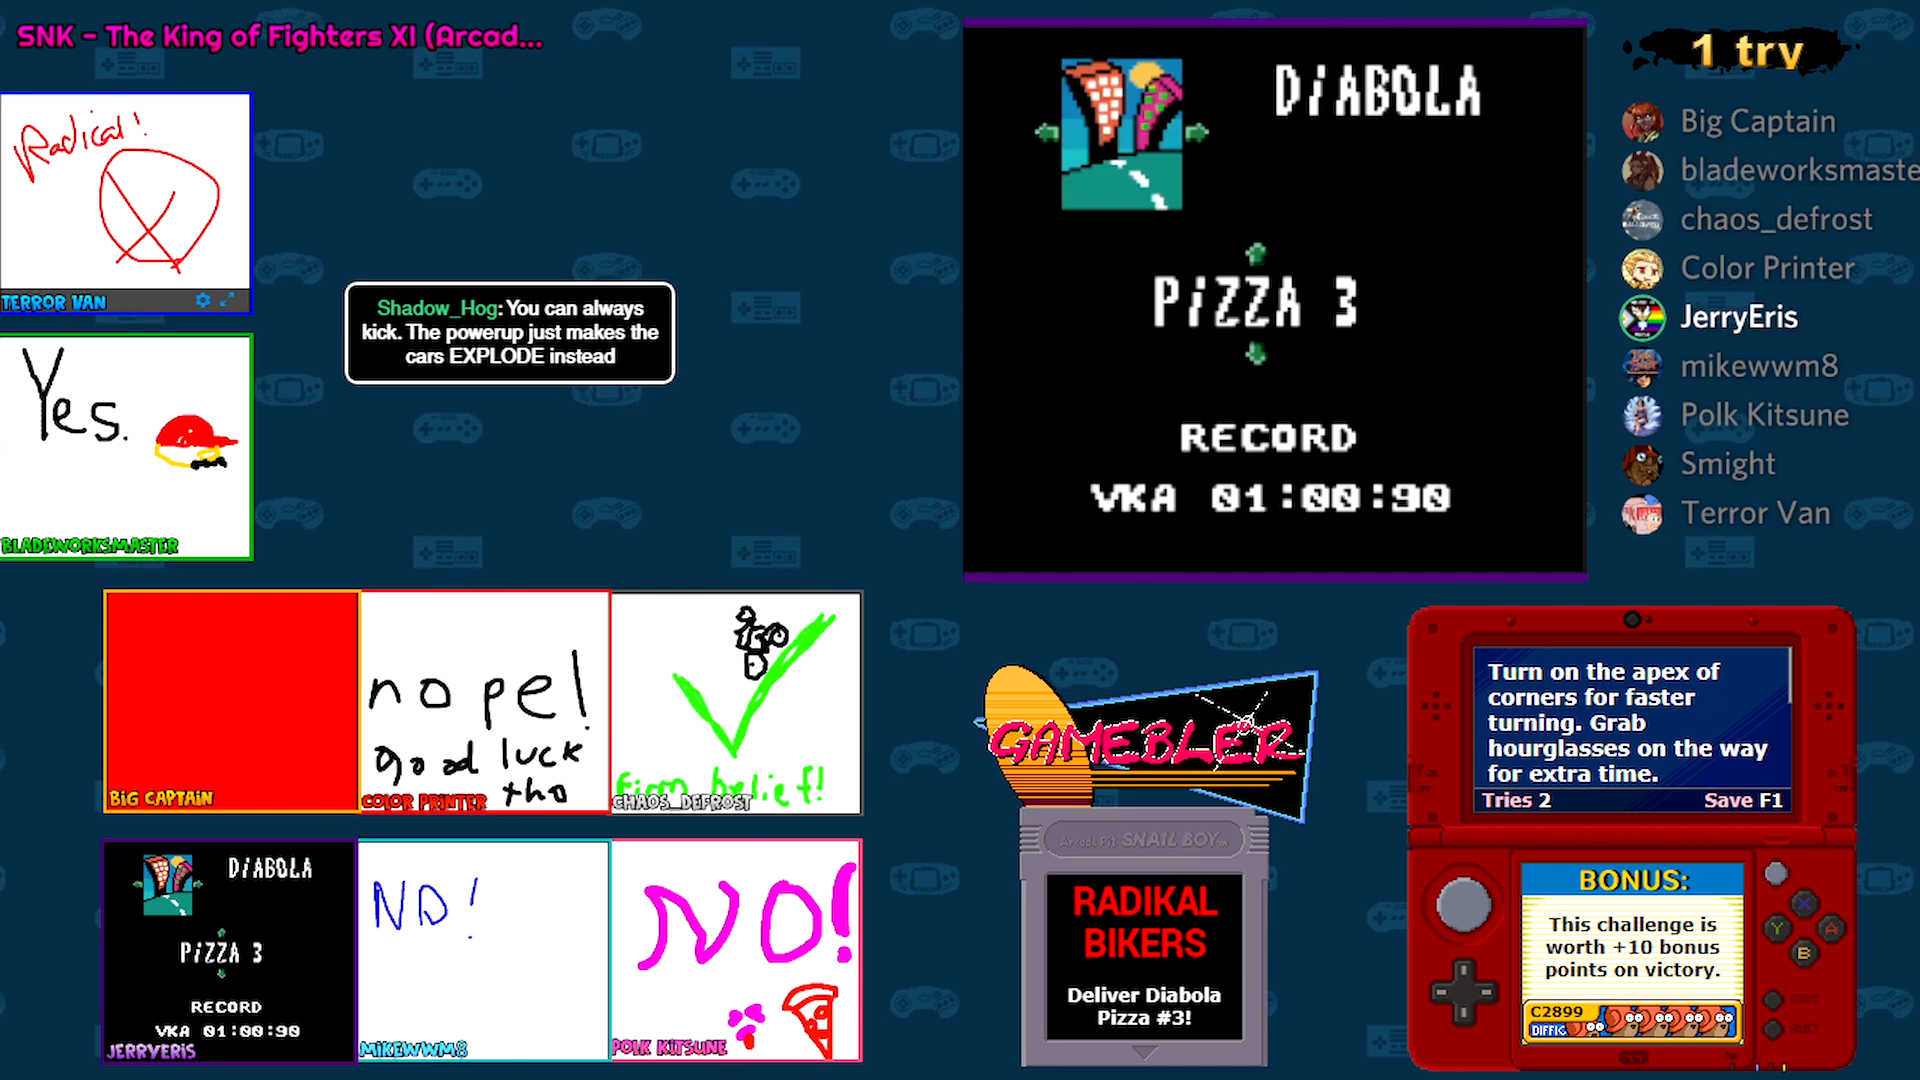 SNK - The King of Fighters XI (Arcad...
Radical!
TERROR VAN
Yes.
BLADEWORKSMASTER
Shadow_Hog: You can always
kick. The powerup just makes the
cars EXPLODE instead
DiABOLA
PiZZA 3
RECORD
VKA 01:00:90
1 try
Big Captain
bladeworksmaste
chaos_defrost
Color Printer
JerryEris
mikewwm8
Polk Kitsune
Smight
Terror Van
BIG CAPTAIN
nope!
good luck
tho
COLOR PRINTER
firm belief!
CHAOS_DEFROST
DiABOLA
PiZZA 3
RECORD
VKA 01:00:90
JERRYERIS
NO!
MIKEWWM8
NO!
POLK KITSUNE
GAMEBLER
Arcade Pit SNAIL BOY
RADIKAL
BIKERS
Deliver Diabola
Pizza #3!
Turn on the apex of
corners for faster
turning. Grab
hourglasses on the way
for extra time.
Tries 2 Save F1
BONUS:
This challenge is
worth +10 bonus
points on victory.
C2899
X
Y A
B